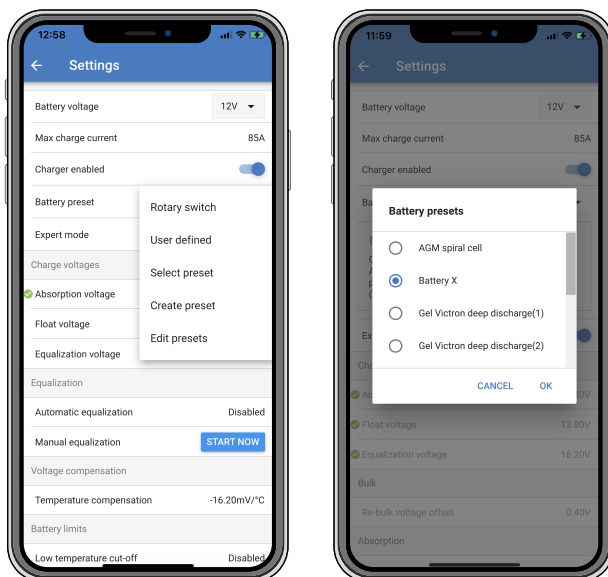 12:58
Settings
Battery voltage 12V
Max charge current 85A
Charger enabled
Battery preset
Rotary switch
Expert mode
User defined
Charge voltages
Select preset
Absorption voltage
Create preset
Float voltage
Edit presets
Equalization voltage
Equalization
Automatic equalization Disabled
Manual equalization START NOW
Voltage compensation
Temperature compensation -16.20mV/°C
Battery limits
Low temperature cut-off Disabled
11:59
Settings
Battery voltage 12V
Max charge current 85A
Charger enabled
Battery presets
AGM spiral cell
Battery X
Gel Victron deep discharge(1)
Gel Victron deep discharge(2)
CANCEL OK
Float voltage 13.80V
Equalization voltage 16.20V
Bulk
Re-bulk voltage offset 0.40V
Absorption